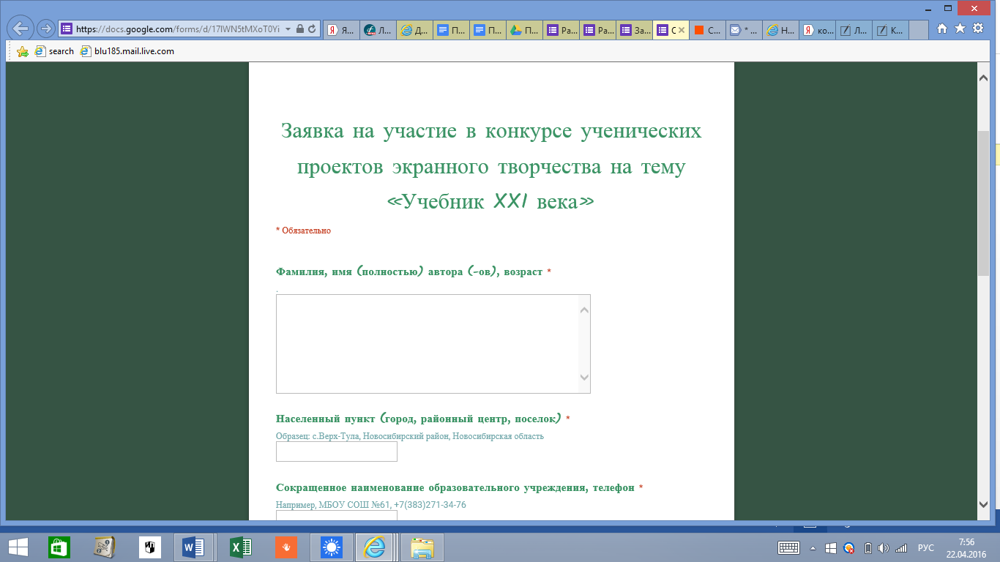 https://docs.google.com/forms/d/17IWN5tMXoT0Yi
Я...
Л...
Д...
П...
П...
П...
Ра...
Ра...
За...
С
С...
* ...
Н...
ко...
Л...
К...
search
blu185.mail.live.com
Заявка на участие в конкурсе ученических
проектов экранного творчества на тему
«Учебник XXI века»
* Обязательно
Фамилия, имя (полностью) автора (-ов), возраст *
.
Населенный пункт (город, районный центр, поселок) *
Образец: с.Верх-Тула, Новосибирский район, Новосибирская область
Сокращенное наименование образовательного учреждения, телефон *
Например, МБОУ СОШ №61, +7(383)271-34-76
РУС
7:56
22.04.2016